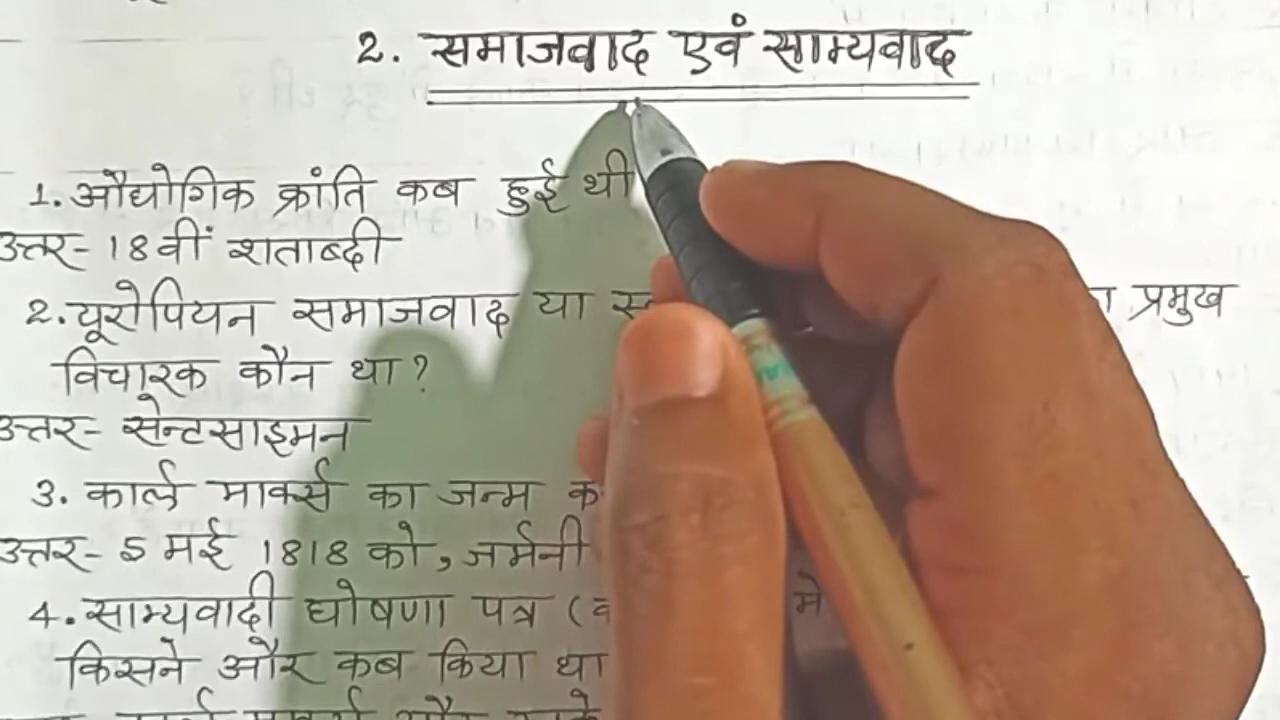 2. समाजवाद एवं साम्यवाद
1. औद्योगिक क्रांति कब हुई थी
उत्तर- 18वीं शताब्दी
2. यूरोपियन समाजवाद या प्रमुख
विचारक कौन था?
उत्तर- सेन्टसाइमन
3. कार्ल मार्क्स का जन्म
उत्तर- 5 मई 1818 को, जर्मनी
4. साम्यवादी घोषणा पत्र ( मे
किसने और कब किया था